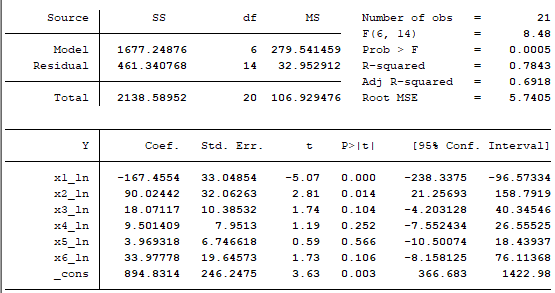 Source SS df MS Number of obs = 21
F(6, 14) = 8.48
Model 1677.24876 6 279.541459 Prob > F = 0.0005
Residual 461.340768 14 32.952912 R-squared = 0.7843
Adj R-squared = 0.6918
Total 2138.58952 20 106.929476 Root MSE = 5.7405
Y Coef. Std. Err. t P>|t| [95% Conf. Interval]
x1_ln -167.4554 33.04854 -5.07 0.000 -238.3375 -96.57334
x2_ln 90.02442 32.06263 2.81 0.014 21.25693 158.7919
x3_ln 18.07117 10.38532 1.74 0.104 -4.203128 40.34546
x4_ln 9.501409 7.9513 1.19 0.252 -7.552434 26.55525
x5_ln 3.969318 6.746618 0.59 0.566 -10.50074 18.43937
x6_ln 33.97778 19.64573 1.73 0.106 -8.158125 76.11368
_cons 894.8314 246.2475 3.63 0.003 366.683 1422.98